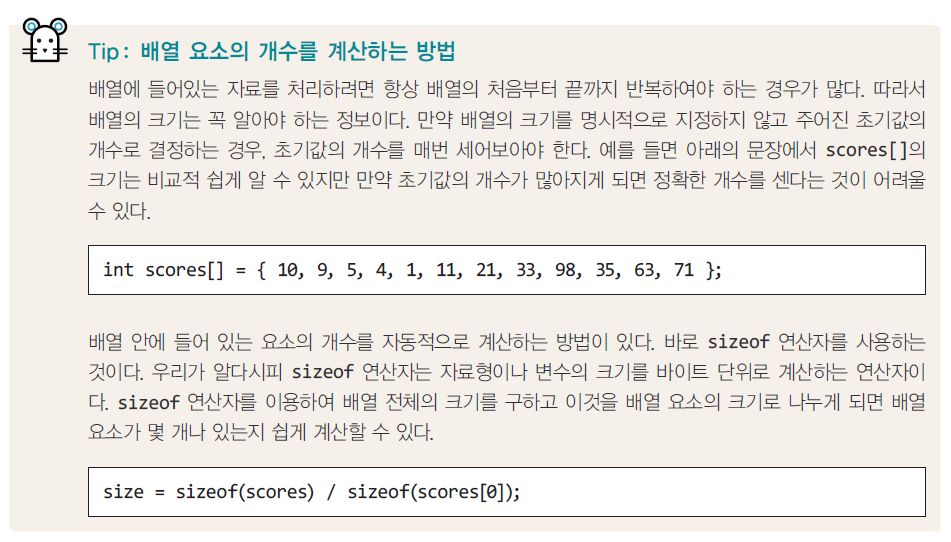 Tip: 배열 요소의 개수를 계산하는 방법
배열에 들어있는 자료를 처리하려면 항상 배열의 처음부터 끝까지 반복하여야 하는 경우가 많다. 따라서
배열의 크기는 꼭 알아야 하는 정보이다. 만약 배열의 크기를 명시적으로 지정하지 않고 주어진 초기값의
개수로 결정하는 경우, 초기값의 개수를 매번 세어보아야 한다. 예를 들면 아래의 문장에서 scores[]의
크기는 비교적 쉽게 알 수 있지만 만약 초기값의 개수가 많아지게 되면 정확한 개수를 센다는 것이 어려울
수 있다.
int scores[] = { 10, 9, 5, 4, 1, 11, 21, 33, 98, 35, 63, 71 };
배열 안에 들어 있는 요소의 개수를 자동적으로 계산하는 방법이 있다. 바로 sizeof 연산자를 사용하는
것이다. 우리가 알다시피 sizeof 연산자는 자료형이나 변수의 크기를 바이트 단위로 계산하는 연산자이
다. sizeof 연산자를 이용하여 배열 전체의 크기를 구하고 이것을 배열 요소의 크기로 나누게 되면 배열
요소가 몇 개나 있는지 쉽게 계산할 수 있다.
size = sizeof(scores) / sizeof(scores[0]);